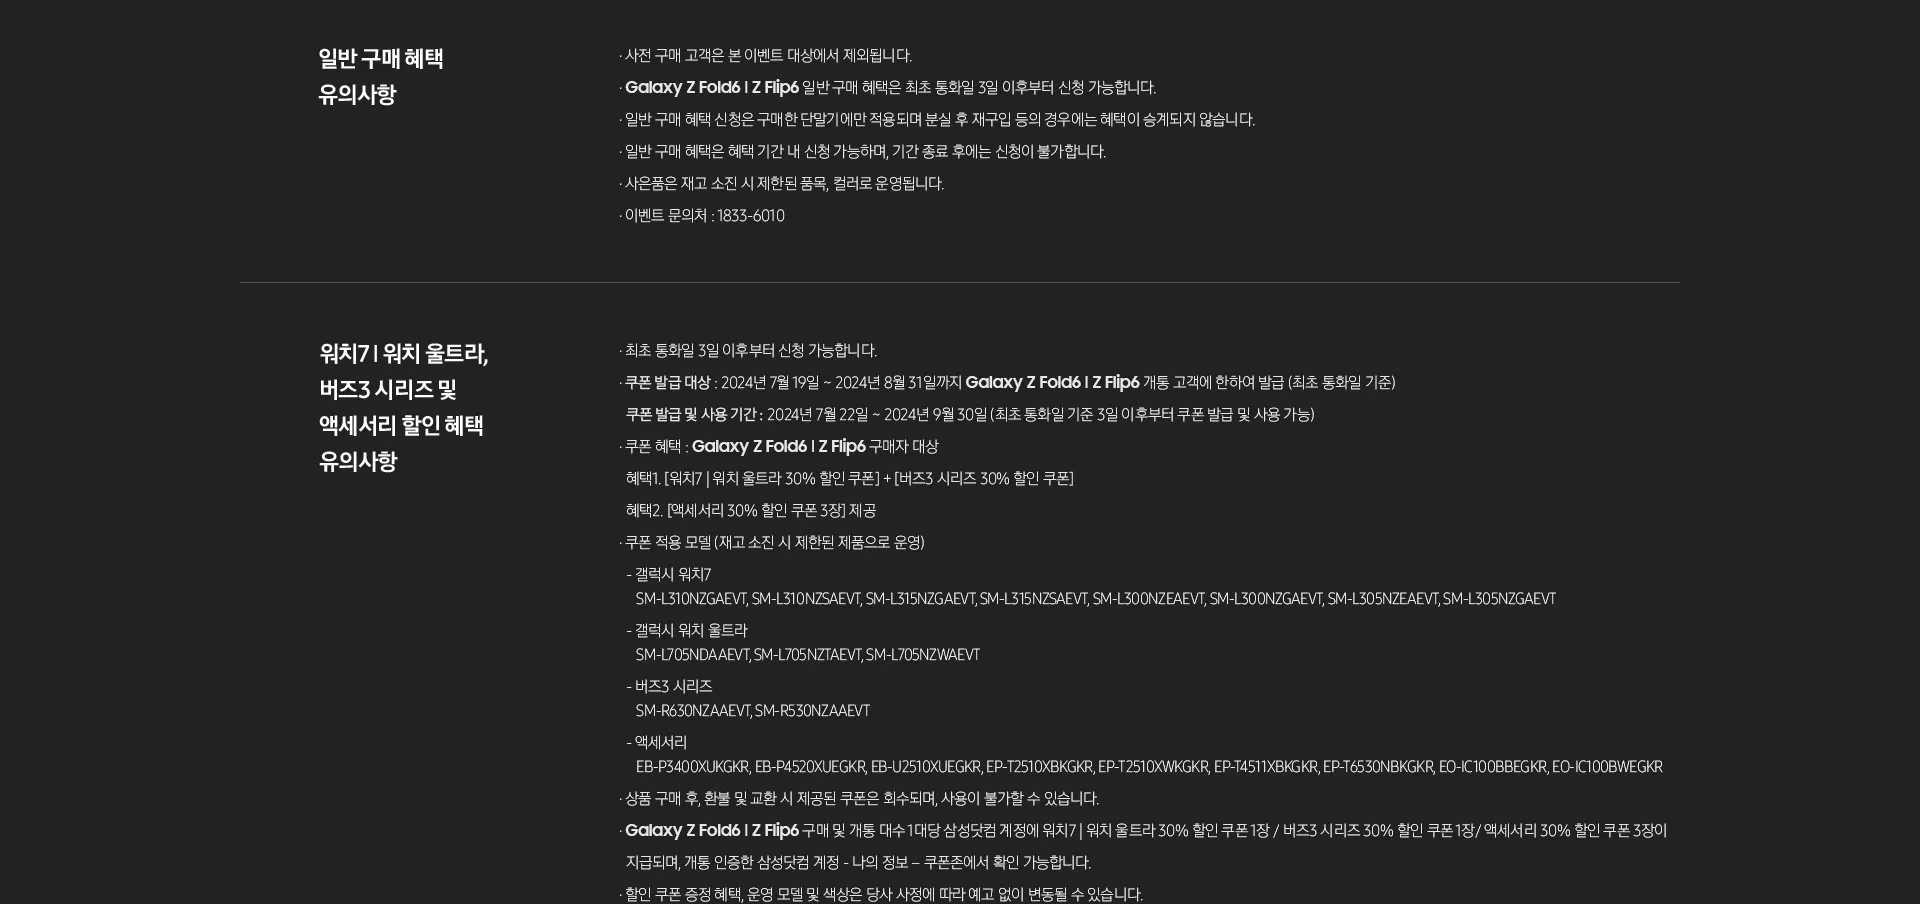 일반 구매 혜택
유의사항
· 사전 구매 고객은 본 이벤트 대상에서 제외됩니다.
· Galaxy Z Fold6 | Z Flip6 일반 구매 혜택은 최초 통화일 3일 이후부터 신청 가능합니다.
· 일반 구매 혜택 신청은 구매한 단말기에만 적용되며 분실 후 재구입 등의 경우에는 혜택이 승계되지 않습니다.
· 일반 구매 혜택은 혜택 기간 내 신청 가능하며, 기간 종료 후에는 신청이 불가합니다.
· 사은품은 재고 소진 시 제한된 품목, 컬러로 운영됩니다.
· 이벤트 문의처 : 1833-6010
워치7 | 워치 울트라,
버즈3 시리즈 및
액세서리 할인 혜택
유의사항
· 최초 통화일 3일 이후부터 신청 가능합니다.
· 쿠폰 발급 대상 : 2024년 7월 19일 ~ 2024년 8월 31일까지 Galaxy Z Fold6 | Z Flip6 개통 고객에 한하여 발급 (최초 통화일 기준)
쿠폰 발급 및 사용 기간 : 2024년 7월 22일 ~ 2024년 9월 30일 (최초 통화일 기준 3일 이후부터 쿠폰 발급 및 사용 가능)
· 쿠폰 혜택 : Galaxy Z Fold6 | Z Flip6 구매자 대상
혜택1. [워치7 | 워치 울트라 30% 할인 쿠폰] + [버즈3 시리즈 30% 할인 쿠폰]
혜택2. [액세서리 30% 할인 쿠폰 3장] 제공
· 쿠폰 적용 모델 (재고 소진 시 제한된 제품으로 운영)
- 갤럭시 워치7
SM-L310NZGAEVT, SM-L310NZSAEVT, SM-L315NZGAEVT, SM-L315NZSAEVT, SM-L300NZEAEVT, SM-L300NZGAEVT, SM-L305NZEAEVT, SM-L305NZGAEVT
- 갤럭시 워치 울트라
SM-L705NDAAEVT, SM-L705NZTAEVT, SM-L705NZWAEVT
- 버즈3 시리즈
SM-R630NZAAEVT, SM-R530NZAAEVT
- 액세서리
EB-P3400XUKGKR, EB-P4520XUEGKR, EB-U2510XUEGKR, EP-T2510XBKGKR, EP-T2510XWKGKR, EP-T4511XBKGKR, EP-T6530NBKGKR, EO-IC100BBEGKR, EO-IC100BWEGKR
· 상품 구매 후, 환불 및 교환 시 제공된 쿠폰은 회수되며, 사용이 불가할 수 있습니다.
· Galaxy Z Fold6 | Z Flip6 구매 및 개통 대수 1대당 삼성닷컴 계정에 워치7 | 워치 울트라 30% 할인 쿠폰 1장 / 버즈3 시리즈 30% 할인 쿠폰 1장/ 액세서리 30% 할인 쿠폰 3장이
지급되며, 개통 인증한 삼성닷컴 계정 - 나의 정보 – 쿠폰존에서 확인 가능합니다.
· 할인 쿠폰 증정 혜택, 운영 모델 및 색상은 당사 사정에 따라 예고 없이 변동될 수 있습니다.